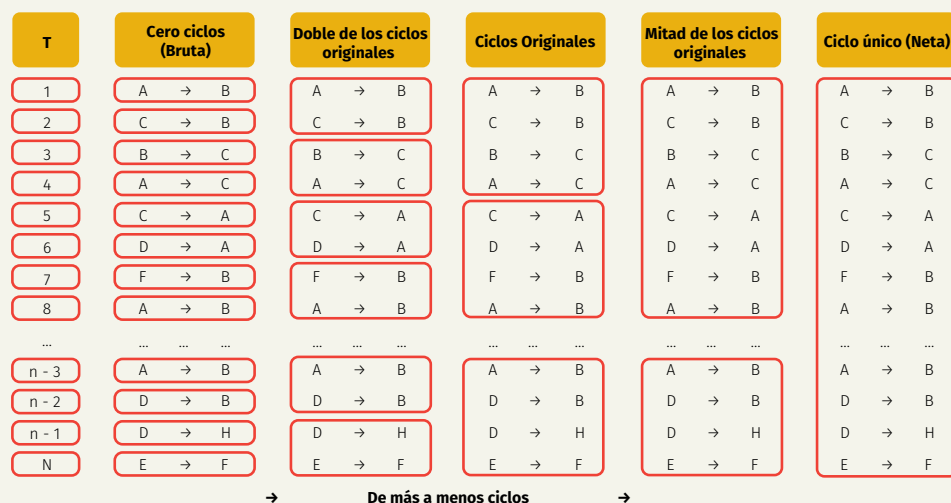 T Cero ciclos (Bruta) Doble de los ciclos originales Ciclos Originales Mitad de los ciclos originales Ciclo único (Neta)
1 A → B A → B A → B A → B A → B
2 C → B C → B C → B C → B C → B
3 B → C B → C B → C B → C B → C
4 A → C A → C A → C A → C A → C
5 C → A C → A C → A C → A C → A
6 D → A D → A D → A D → A D → A
7 F → B F → B F → B F → B F → B
8 A → B A → B A → B A → B A → B
... ... ... ... ... ... ... ... ... ... ... ... ... ... ... ...
n - 3 A → B A → B A → B A → B A → B
n - 2 D → B D → B D → B D → B D → B
n - 1 D → H D → H D → H D → H D → H
N E → F E → F E → F E → F E → F
→ De más a menos ciclos →